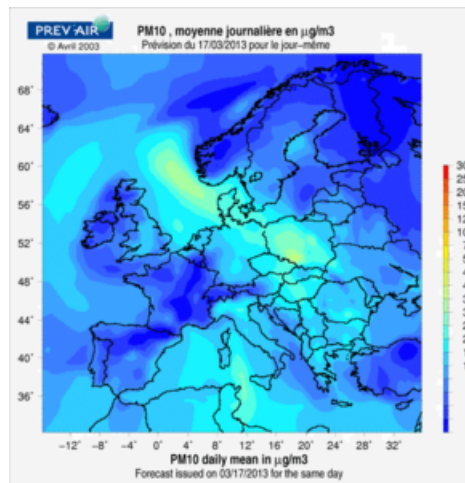 PREV'AIR
© Avril 2003
PM10 , moyenne journalière en µg/m3
Prévision du 17/03/2013 pour le jour-même
68°
64°
60°
56°
52°
48°
44°
40°
36°
-12° -8° -4° 0° 4° 8° 12° 16° 20° 24° 28° 32°
PM10 daily mean in µg/m3
Forecast issued on 03/17/2013 for the same day